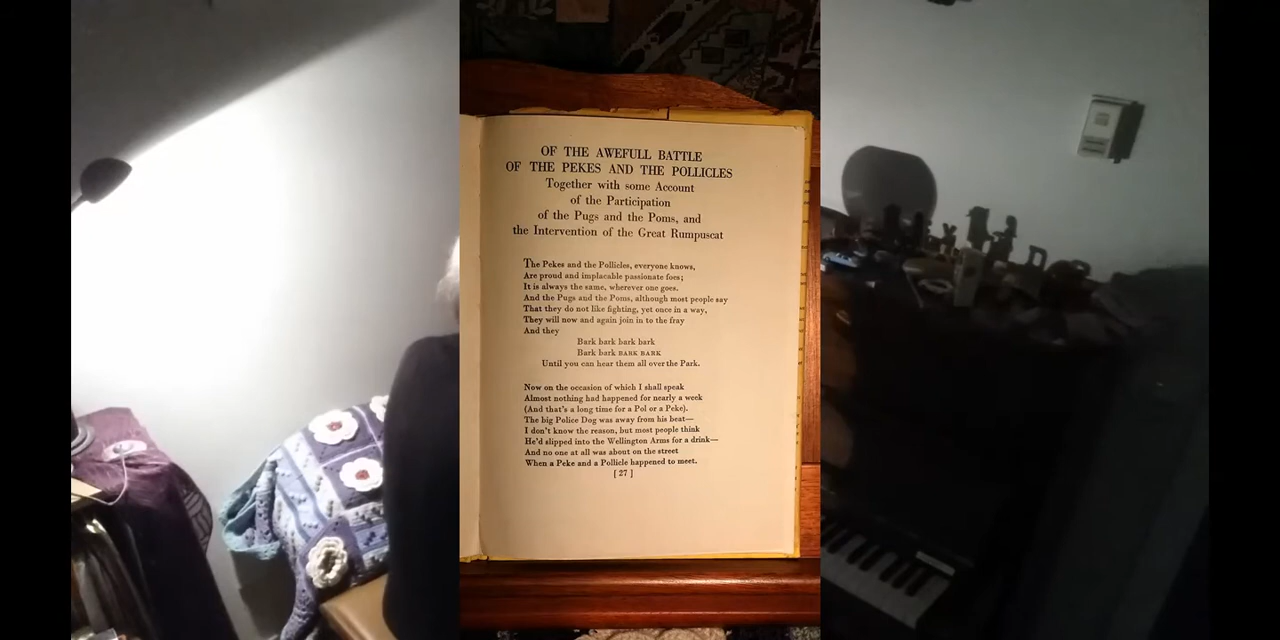 OF THE AWEFULL BATTLE
OF THE PEKES AND THE POLLICLES
Together with some Account
of the Participation
of the Pugs and the Poms, and
the Intervention of the Great Rumpuscat
The Pekes and the Pollicles, everyone knows,
Are proud and implacable passionate foes;
It is always the same, wherever one goes.
And the Pugs and the Poms, although most people say
That they do not like fighting, yet once in a way,
They will now and again join in to the fray
And they
Bark bark bark bark
Bark bark BARK BARK
Until you can hear them all over the Park.
Now on the occasion of which I shall speak
Almost nothing had happened for nearly a week
(And that's a long time for a Pol or a Peke).
The big Police Dog was away from his beat—
I don't know the reason, but most people think
He'd slipped into the Wellington Arms for a drink—
And no one at all was about on the street
When a Peke and a Pollicle happened to meet.
[ 27 ]